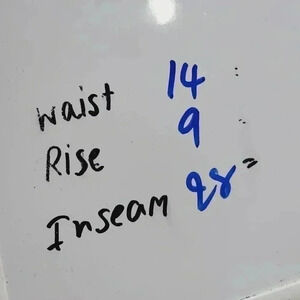 waist 14
Rise 9
Inseam 28"